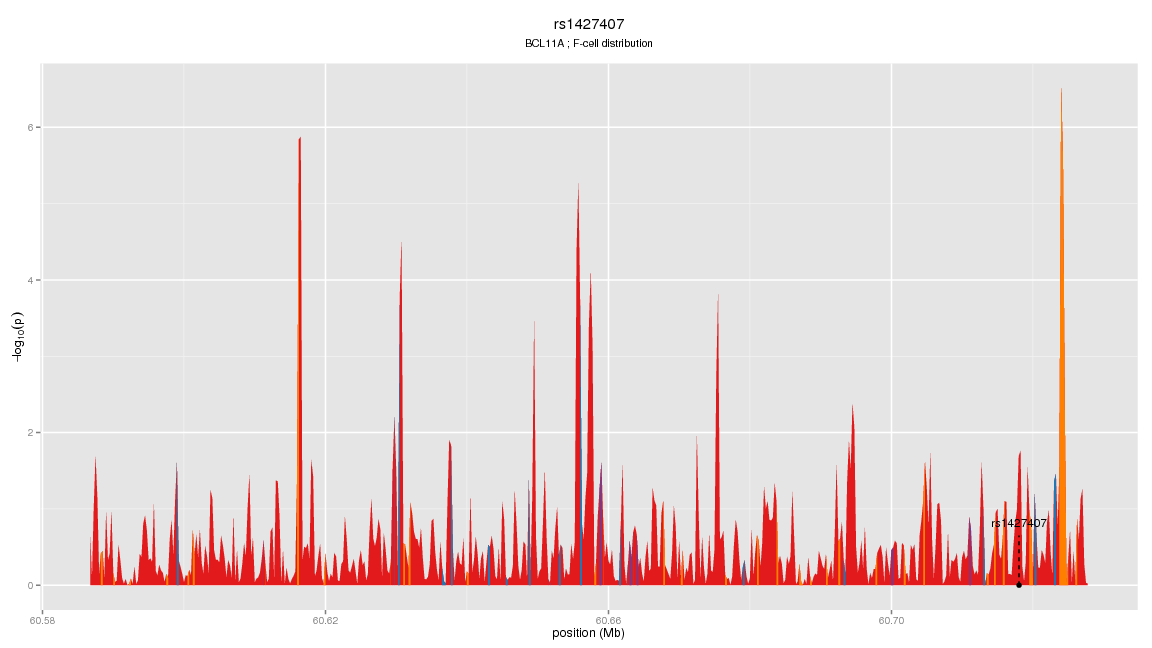 rs1427407
BCL11A ; F-cell distribution
6
4
2
0
−log10(p)
rs1427407
60.58
60.62
60.66
60.70
position (Mb)